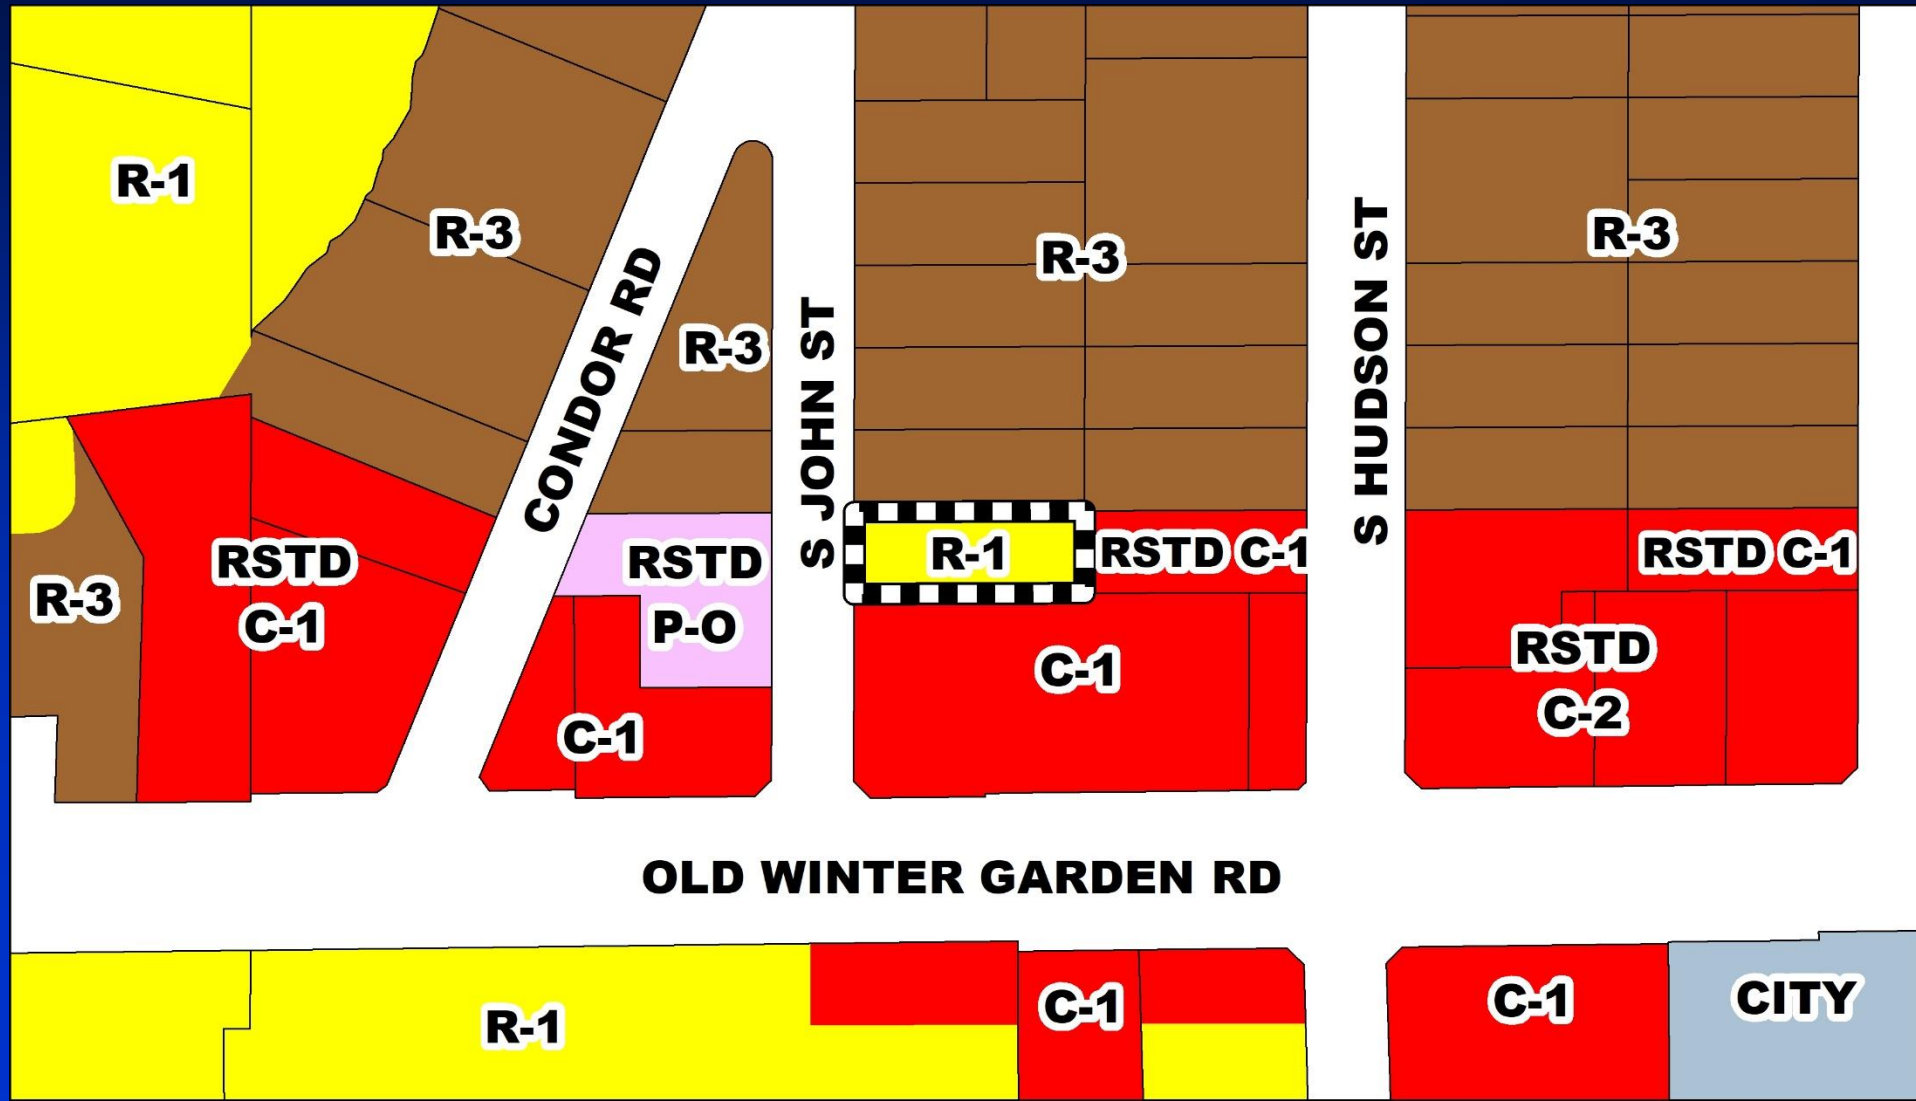 R-1
R-3
R-3
R-3
R-3
CONDOR RD
S JOHN ST
S HUDSON ST
R-3
RSTD
C-1
RSTD
P-O
R-1
RSTD C-1
RSTD C-1
C-1
C-1
RSTD
C-2
OLD WINTER GARDEN RD
R-1
C-1
C-1
CITY